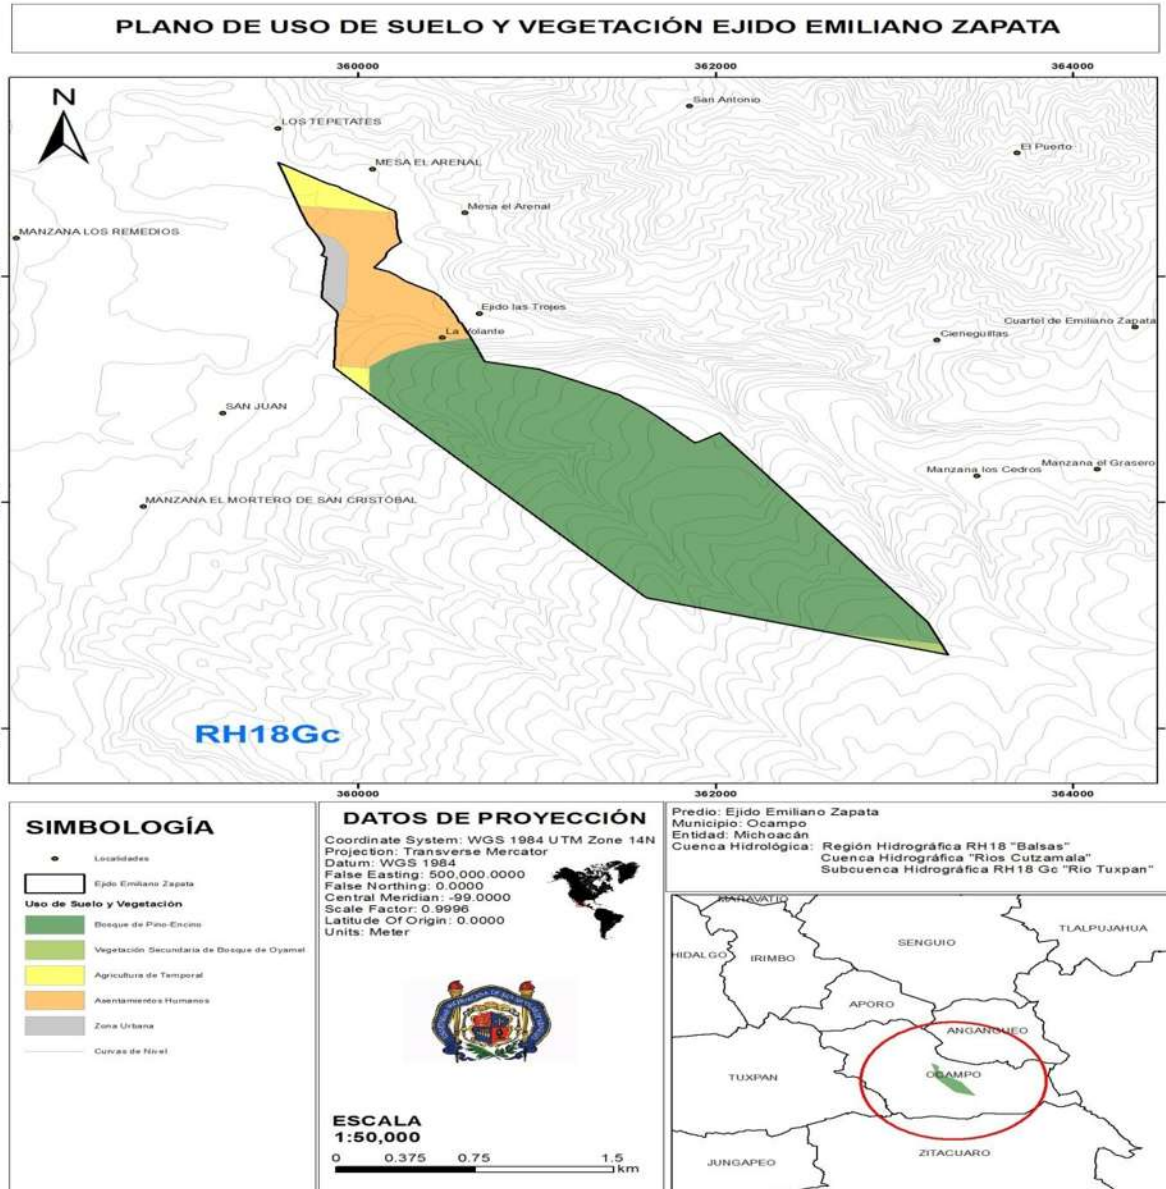 PLANO DE USO DE SUELO Y VEGETACIÓN EJIDO EMILIANO ZAPATA
360000 362000 364000
N
San Antonio
LOS TEPETATES
El Puerto
MESA EL ARENAL
Mesa el Arenal
MANZANA LOS REMEDIOS
Ejido las Trojes
Cuartel de Emiliano Zapata
La Volante
Cieneguillas
SAN JUAN
Manzana el Grasero
Manzana los Cedros
MANZANA EL MORTERO DE SAN CRISTÓBAL
RH18Gc
360000 362000 364000
SIMBOLOGÍA
Localidades
Ejido Emiliano Zapata
Uso de Suelo y Vegetación
Bosque de Pino-Encino
Vegetación Secundaria de Bosque de Oyamel
Agricultura de Temporal
Asentamientos Humanos
Zona Urbana
Curvas de Nivel
DATOS DE PROYECCIÓN
Coordinate System: WGS 1984 UTM Zone 14N
Projection: Transverse Mercator
Datum: WGS 1984
False Easting: 500,000.0000
False Northing: 0.0000
Central Meridian: -99.0000
Scale Factor: 0.9996
Latitude Of Origin: 0.0000
Units: Meter
ESCALA
1:50,000
0 0.375 0.75 1.5
km
Predio: Ejido Emiliano Zapata
Municipio: Ocampo
Entidad: Michoacán
Cuenca Hidrológica: Región Hidrográfica RH18 "Balsas"
Cuenca Hidrográfica "Rios Cutzamala"
Subcuenca Hidrográfica RH18 Gc "Rio Tuxpan"
MARAVATIO
TLALPUJAHUA
SENGUIO
HIDALGO
IRIMBO
APORO
ANGANGUEO
OCAMPO
TUXPAN
ZITACUARO
JUNGAPEO